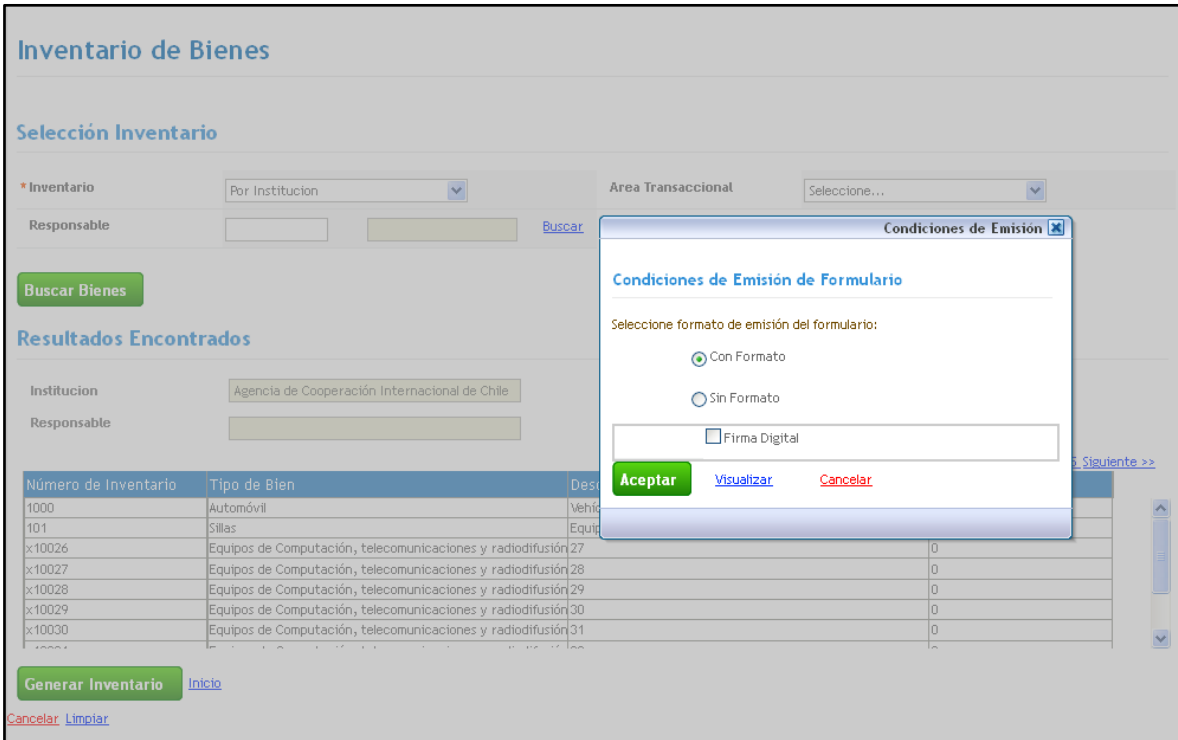 Inventario de Bienes
Selección Inventario
* Inventario Por Institucion Area Transaccional Seleccione...
Responsable Buscar
Condiciones de Emisión
Condiciones de Emisión de Formulario
Seleccione formato de emisión del formulario:
Con Formato
Sin Formato
Firma Digital
Aceptar Visualizar Cancelar
Buscar Bienes
Resultados Encontrados
Institucion Agencia de Cooperación Internacional de Chile
Responsable
Siguiente >>
Número de Inventario Tipo de Bien
1000 Automóvil
101 Sillas
x10026 Equipos de Computación, telecomunicaciones y radiodifusión 27 0
x10027 Equipos de Computación, telecomunicaciones y radiodifusión 28 0
x10028 Equipos de Computación, telecomunicaciones y radiodifusión 29 0
x10029 Equipos de Computación, telecomunicaciones y radiodifusión 30 0
x10030 Equipos de Computación, telecomunicaciones y radiodifusión 31 0
Generar Inventario Inicio
Cancelar Limpiar